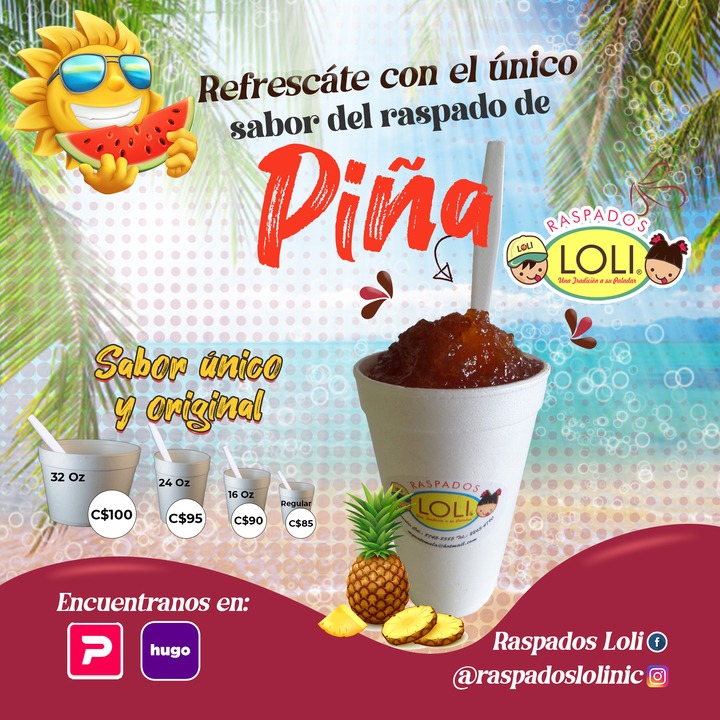 Refrescáte con el único
sabor del raspado de
Piña
RASPADOS
LOLI
LOLI®
Una Tradición a su Paladar
Sabor único
y original
32 Oz
C$100
24 Oz
C$95
16 Oz
C$90
Regular
C$85
RASPADOS
LOLI
Encuentranos en:
P
hugo
Raspados Loli
@raspadoslolinic